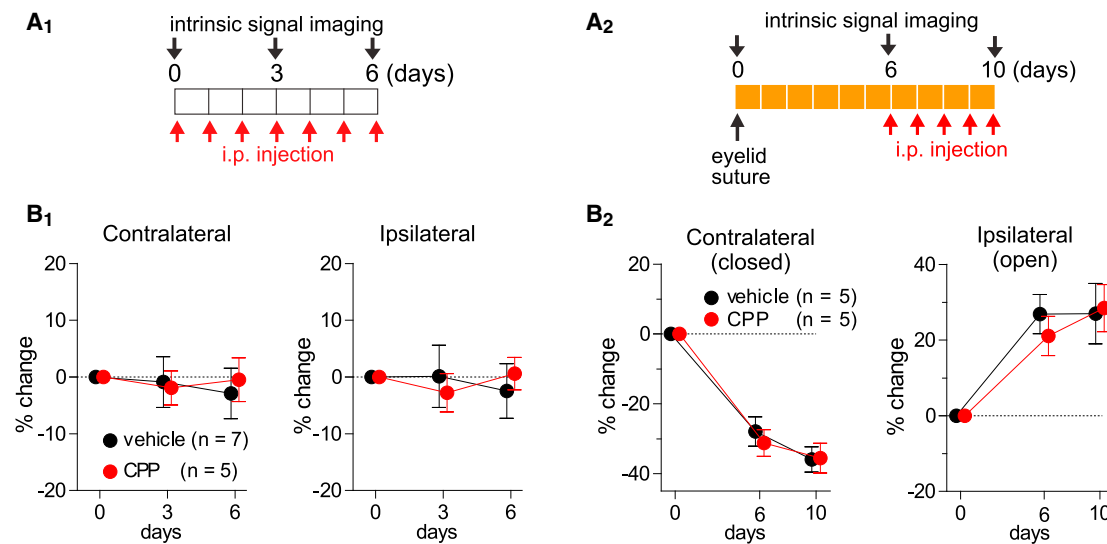 A1
intrinsic signal imaging
0 3 6 (days)
i.p. injection
A2
intrinsic signal imaging
0 6 10 (days)
eyelid
suture
i.p. injection
B1
Contralateral
% change
20
10
0
-10
-20
vehicle (n = 7)
CPP (n = 5)
0 3 6
days
Ipsilateral
% change
20
10
0
-10
-20
0 3 6
days
B2
Contralateral
(closed)
% change
20
0
-20
-40
vehicle (n = 5)
CPP (n = 5)
0 6 10
days
Ipsilateral
(open)
% change
40
20
0
-20
0 6 10
days